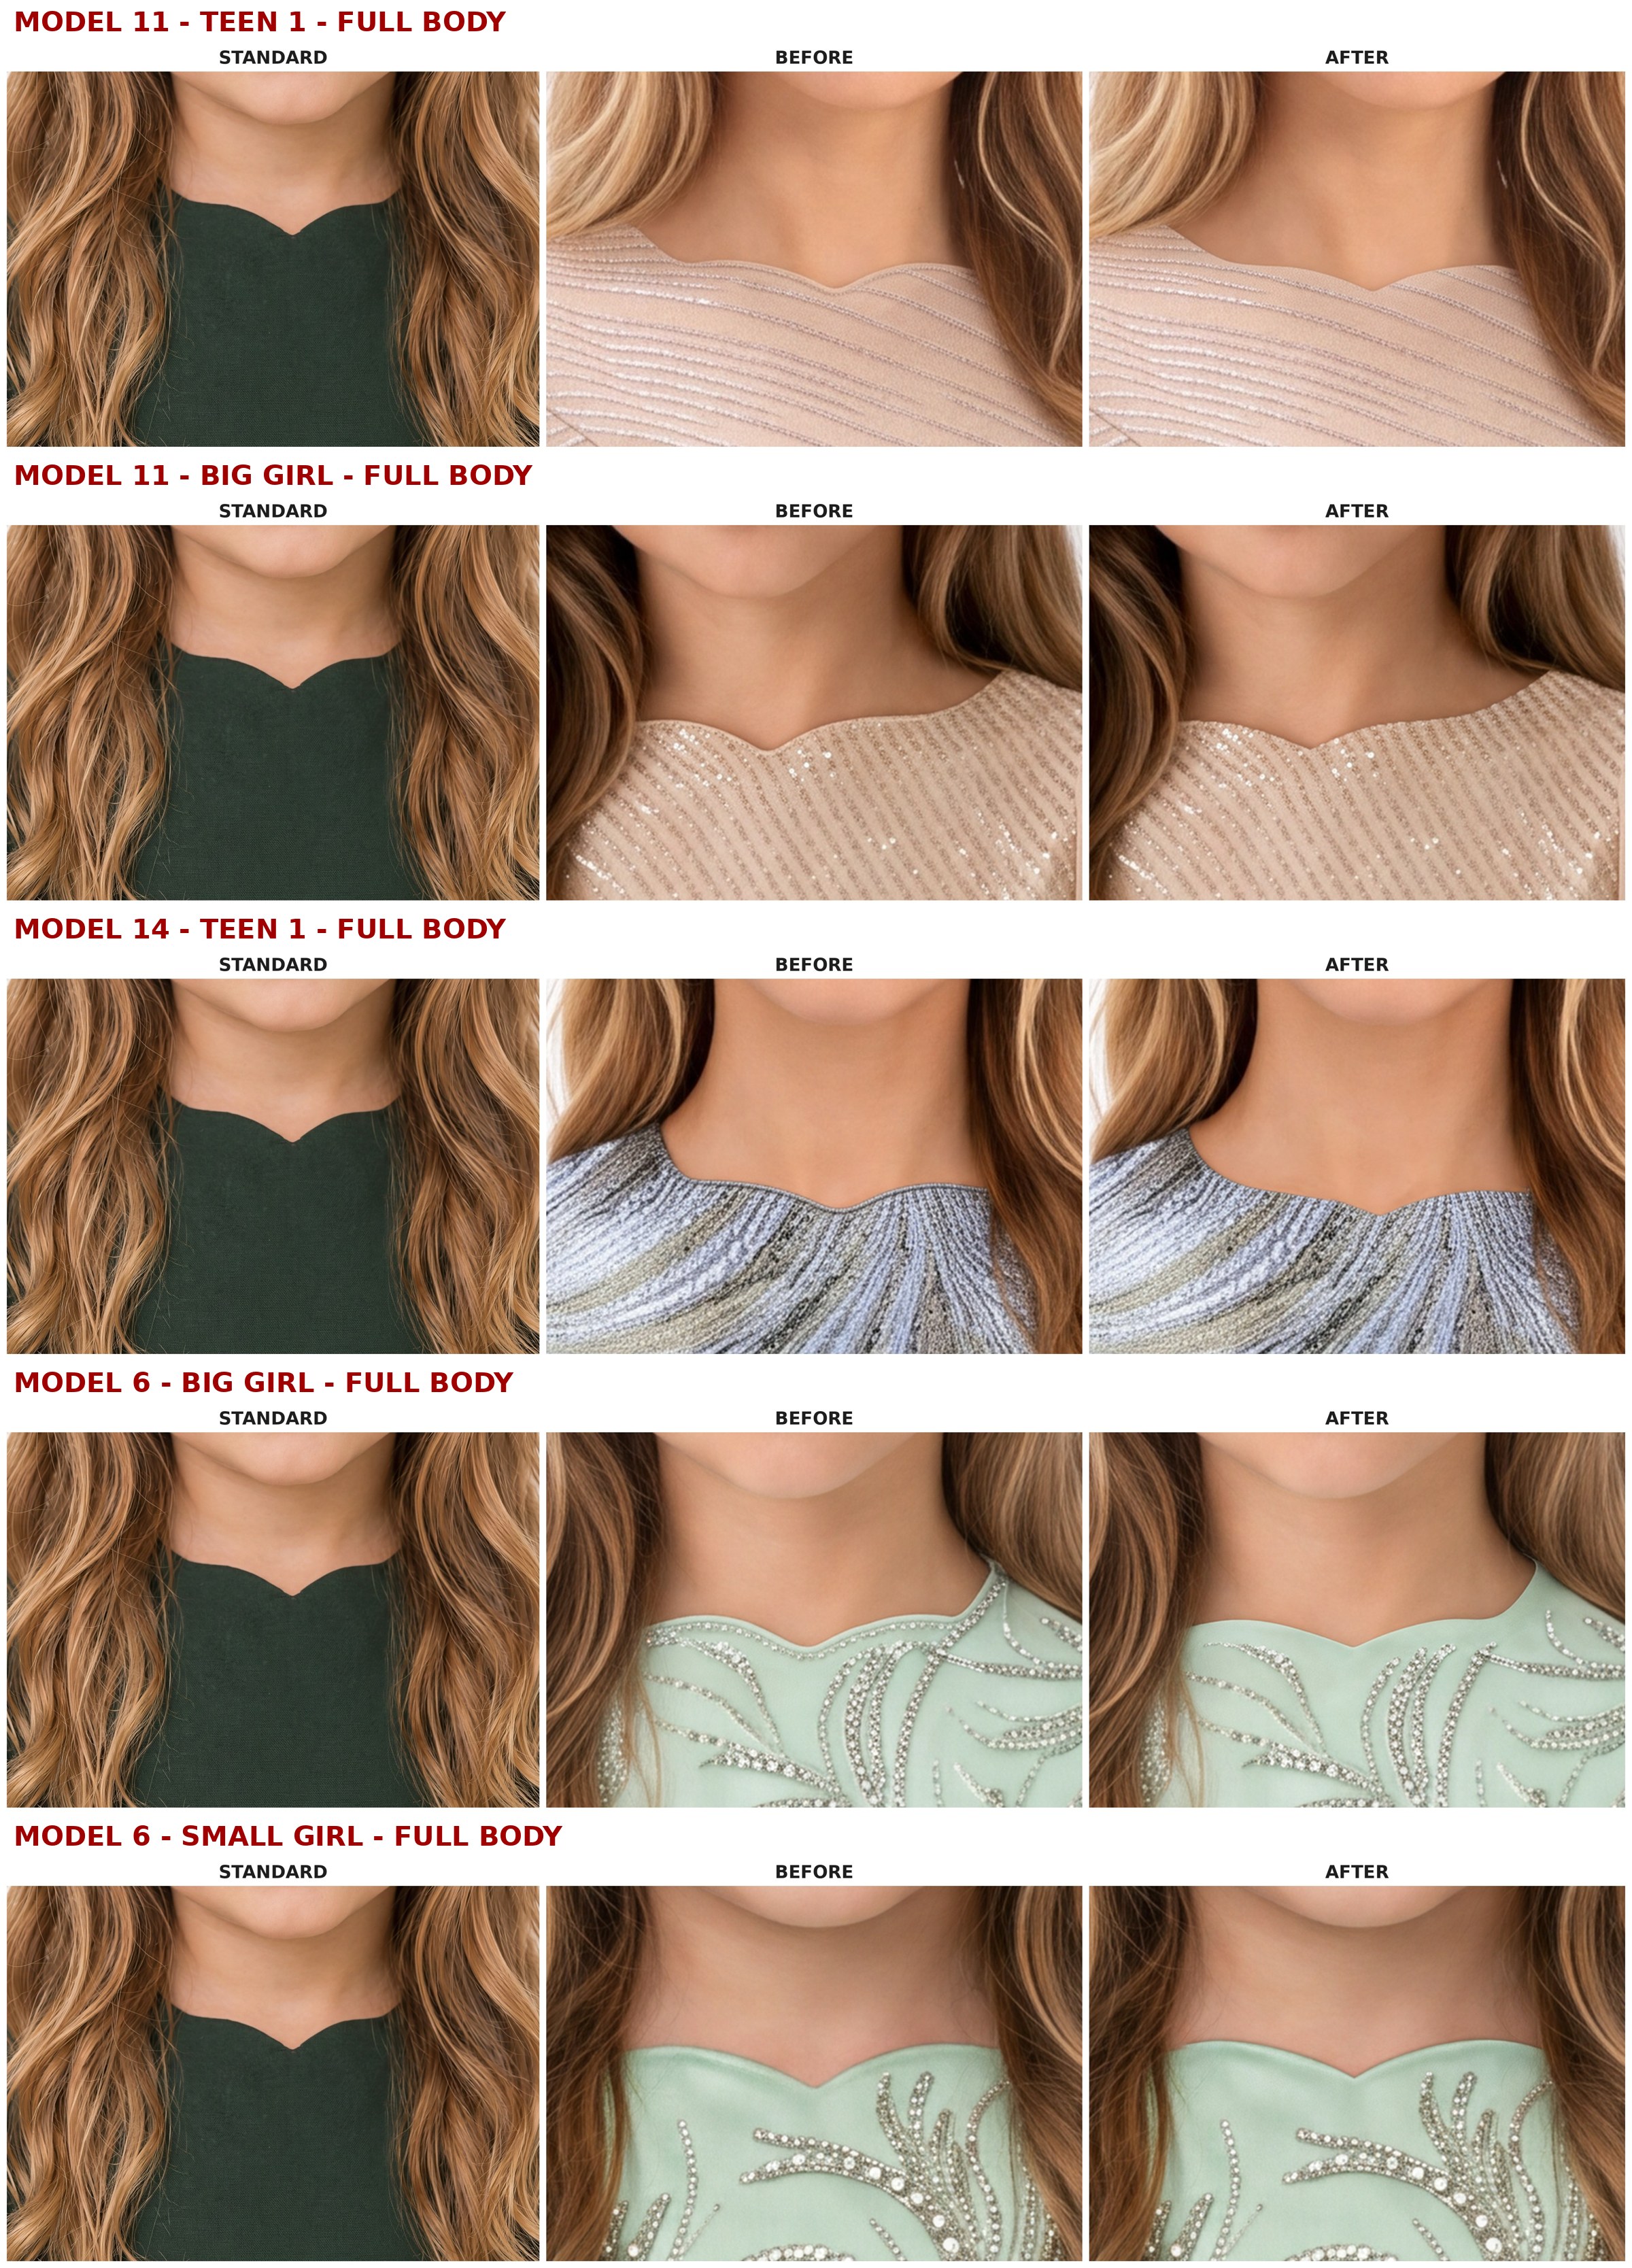 MODEL 11 - TEEN 1 - FULL BODY
STANDARD BEFORE AFTER
MODEL 11 - BIG GIRL - FULL BODY
STANDARD BEFORE AFTER
MODEL 14 - TEEN 1 - FULL BODY
STANDARD BEFORE AFTER
MODEL 6 - BIG GIRL - FULL BODY
STANDARD BEFORE AFTER
MODEL 6 - SMALL GIRL - FULL BODY
STANDARD BEFORE AFTER